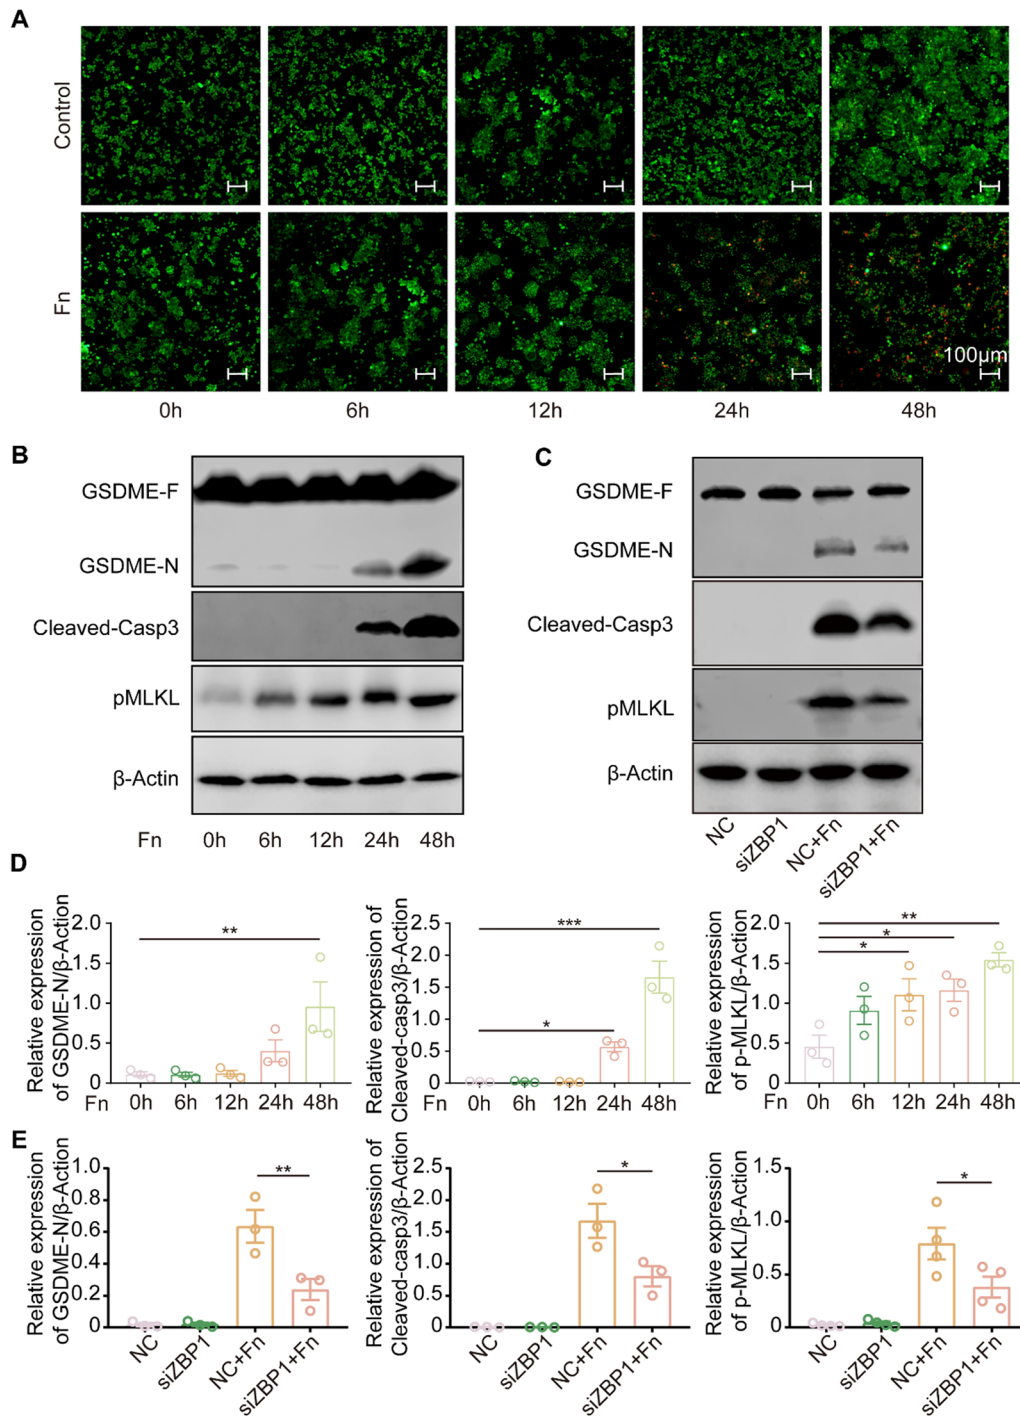 A
Control
Fn
100μm
0h 6h 12h 24h 48h
B
GSDME-F
GSDME-N
Cleaved-Casp3
pMLKL
β-Actin
Fn 0h 6h 12h 24h 48h
C
GSDME-F
GSDME-N
Cleaved-Casp3
pMLKL
β-Actin
NC siZBP1 NC+Fn siZBP1+Fn
D
Relative expression
of GSDME-N/β-Action
2.0
1.5
1.0
0.5
0
**
Fn 0h 6h 12h 24h 48h
Relative expression of
Cleaved-casp3/β-Action
2.5
2.0
1.5
1.0
0.5
0
***
*
Fn 0h 6h 12h 24h 48h
Relative expression
of p-MLKL/β-Action
2.0
1.5
1.0
0.5
0
**
*
*
Fn 0h 6h 12h 24h 48h
E
Relative expression
of GSDME-N/β-Action
1.0
0.8
0.6
0.4
0.2
0
**
NC siZBP1 NC+Fn siZBP1+Fn
Relative expression of
Cleaved-casp3/β-Action
2.5
2.0
1.5
1.0
0.5
0
*
NC siZBP1 NC+Fn siZBP1+Fn
Relative expression
of p-MLKL/β-Action
1.5
1.0
0.5
0
*
NC siZBP1 NC+Fn siZBP1+Fn